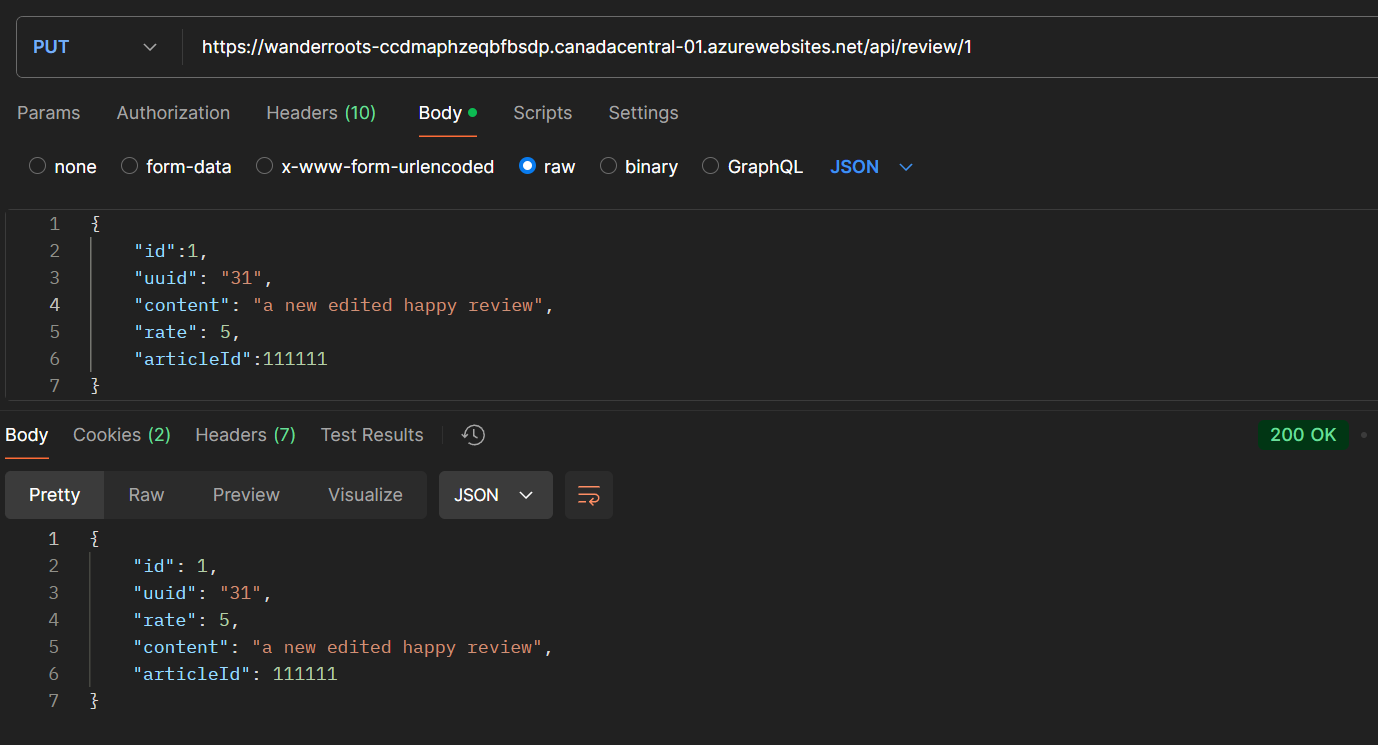 PUT https://wanderroots-ccdmaphzeqbfbsdp.canadacentral-01.azurewebsites.net/api/review/1
Params Authorization Headers (10) Body Scripts Settings
none form-data x-www-form-urlencoded raw binary GraphQL JSON
1 {
2 "id":1,
3 "uuid": "31",
4 "content": "a new edited happy review",
5 "rate": 5,
6 "articleId":111111
7 }
Body Cookies (2) Headers (7) Test Results 200 OK
Pretty Raw Preview Visualize JSON
1 {
2 "id": 1,
3 "uuid": "31",
4 "rate": 5,
5 "content": "a new edited happy review",
6 "articleId": 111111
7 }